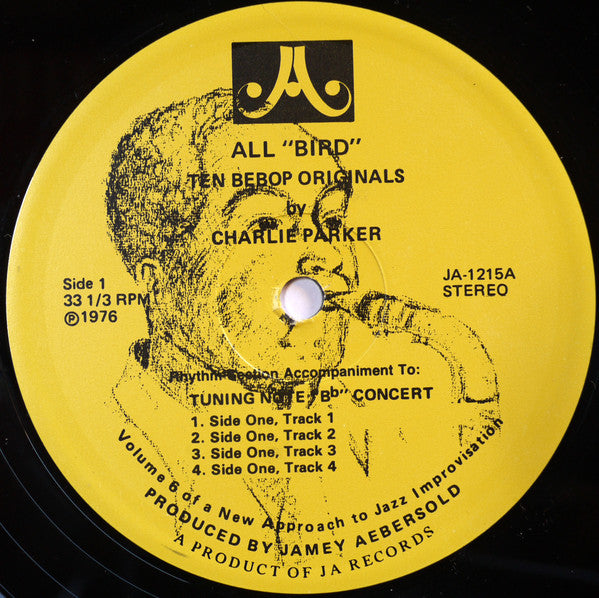 ALL "BIRD"
TEN BEBOP ORIGINALS
by
CHARLIE PARKER
Side 1
33 1/3 RPM
℗1976
JA-1215A
STEREO
Rhythm Section Accompaniment To:
TUNING NOTE "Bb" CONCERT
1. Side One, Track 1
2. Side One, Track 2
3. Side One, Track 3
4. Side One, Track 4
Volume 6 of a New Approach to Jazz Improvisation
PRODUCED BY JAMEY AEBERSOLD
A PRODUCT OF JA RECORDS